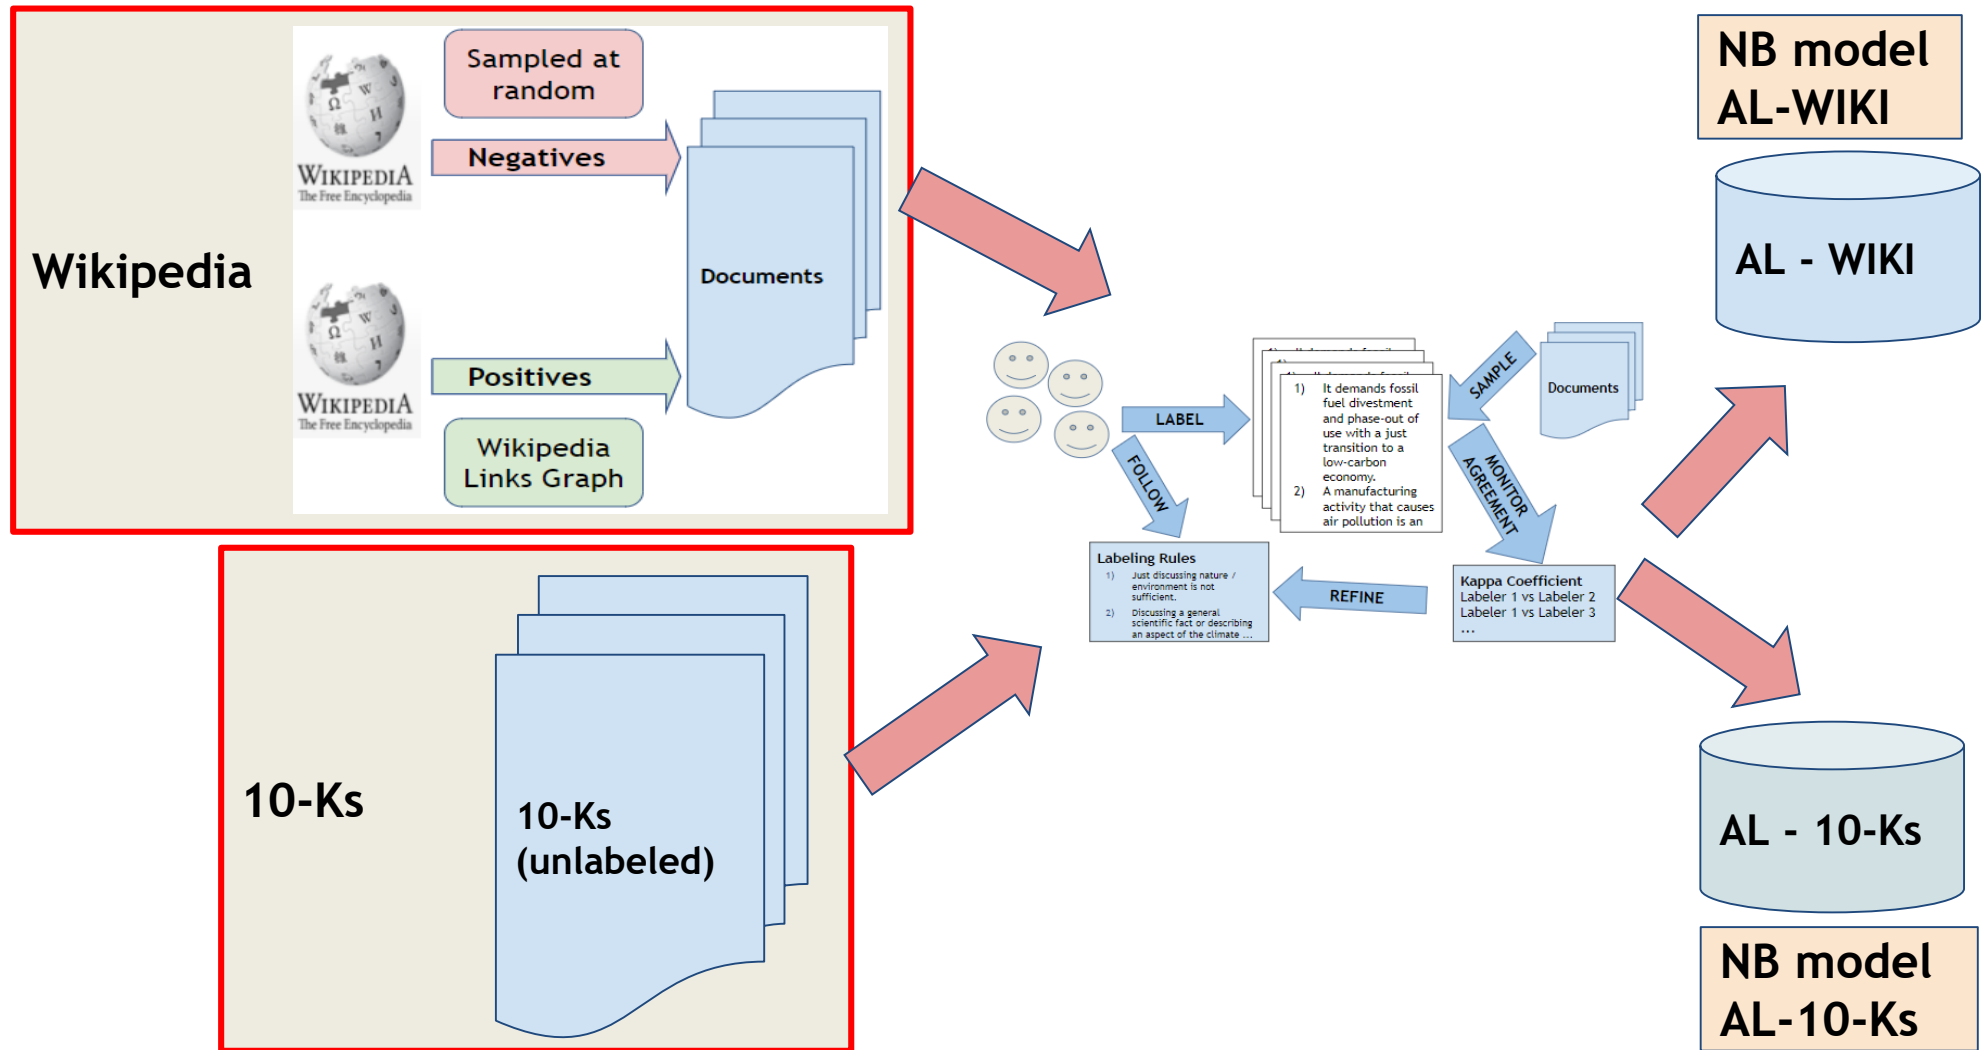 Wikipedia
WIKIPEDIA
The Free Encyclopedia
Sampled at
random
Negatives
Documents
WIKIPEDIA
The Free Encyclopedia
Positives
Wikipedia
Links Graph
10-Ks
10-Ks
(unlabeled)
LABEL
FOLLOW
1) It demands fossil
fuel divestment
and phase-out of
use with a just
transition to a
low-carbon
economy.
2) A manufacturing
activity that causes
air pollution is an
SAMPLE
Documents
MONITOR
AGREEMENT
Labeling Rules
1) Just discussing nature /
environment is not
sufficient.
2) Discussing a general
scientific fact or describing
an aspect of the climate ...
REFINE
Kappa Coefficient
Labeler 1 vs Labeler 2
Labeler 1 vs Labeler 3
...
NB model
AL-WIKI
AL - WIKI
AL - 10-Ks
NB model
AL-10-Ks